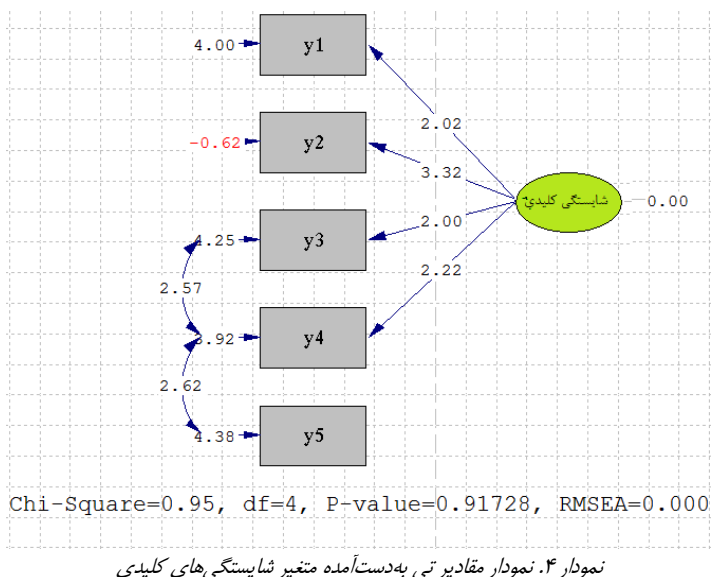 4.00 y1
2.02
-0.62 y2
3.32
شایستگی کلیدی 0.00
2.00
4.25 y3
2.22
2.57
3.92 y4
2.62
4.38 y5
Chi-Square=0.95, df=4, P-value=0.91728, RMSEA=0.000
نمودار ۴. نمودار مقادیر تی به‌دست‌آمده متغیر شایستگی‌های کلیدی